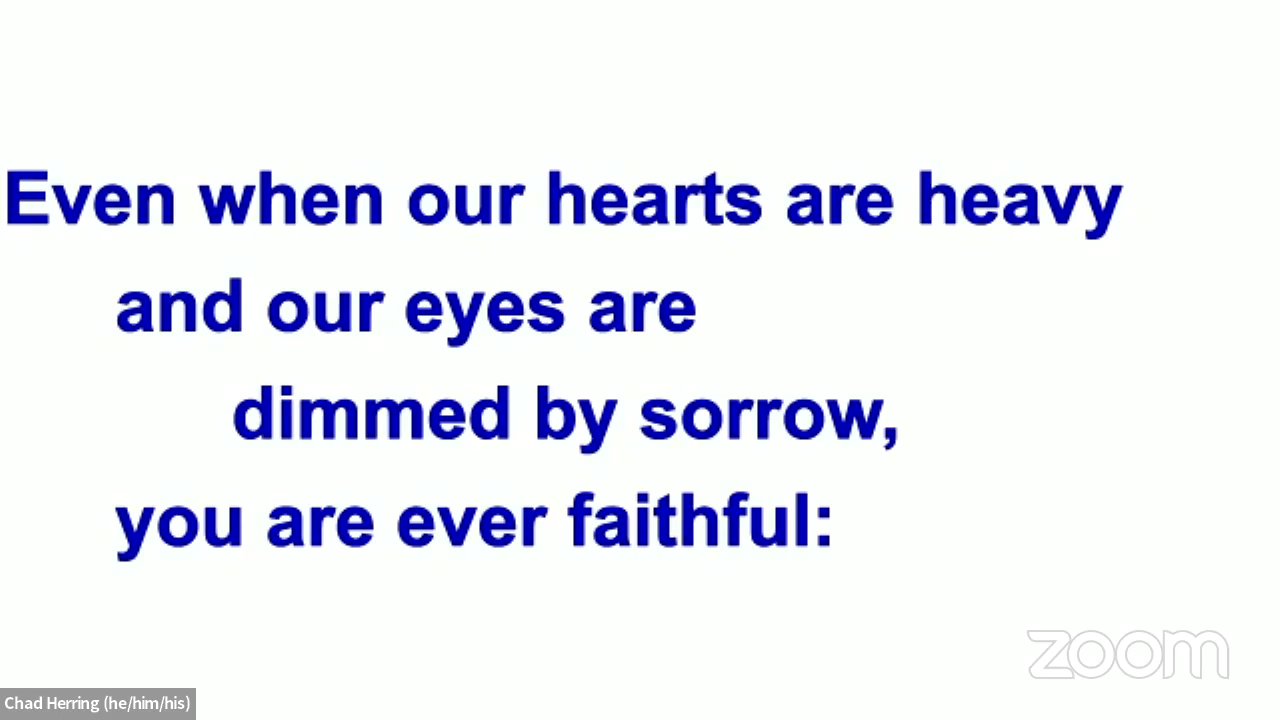 Even when our hearts are heavy
and our eyes are
dimmed by sorrow,
you are ever faithful:
zoom
Chad Herring (he/him/his)